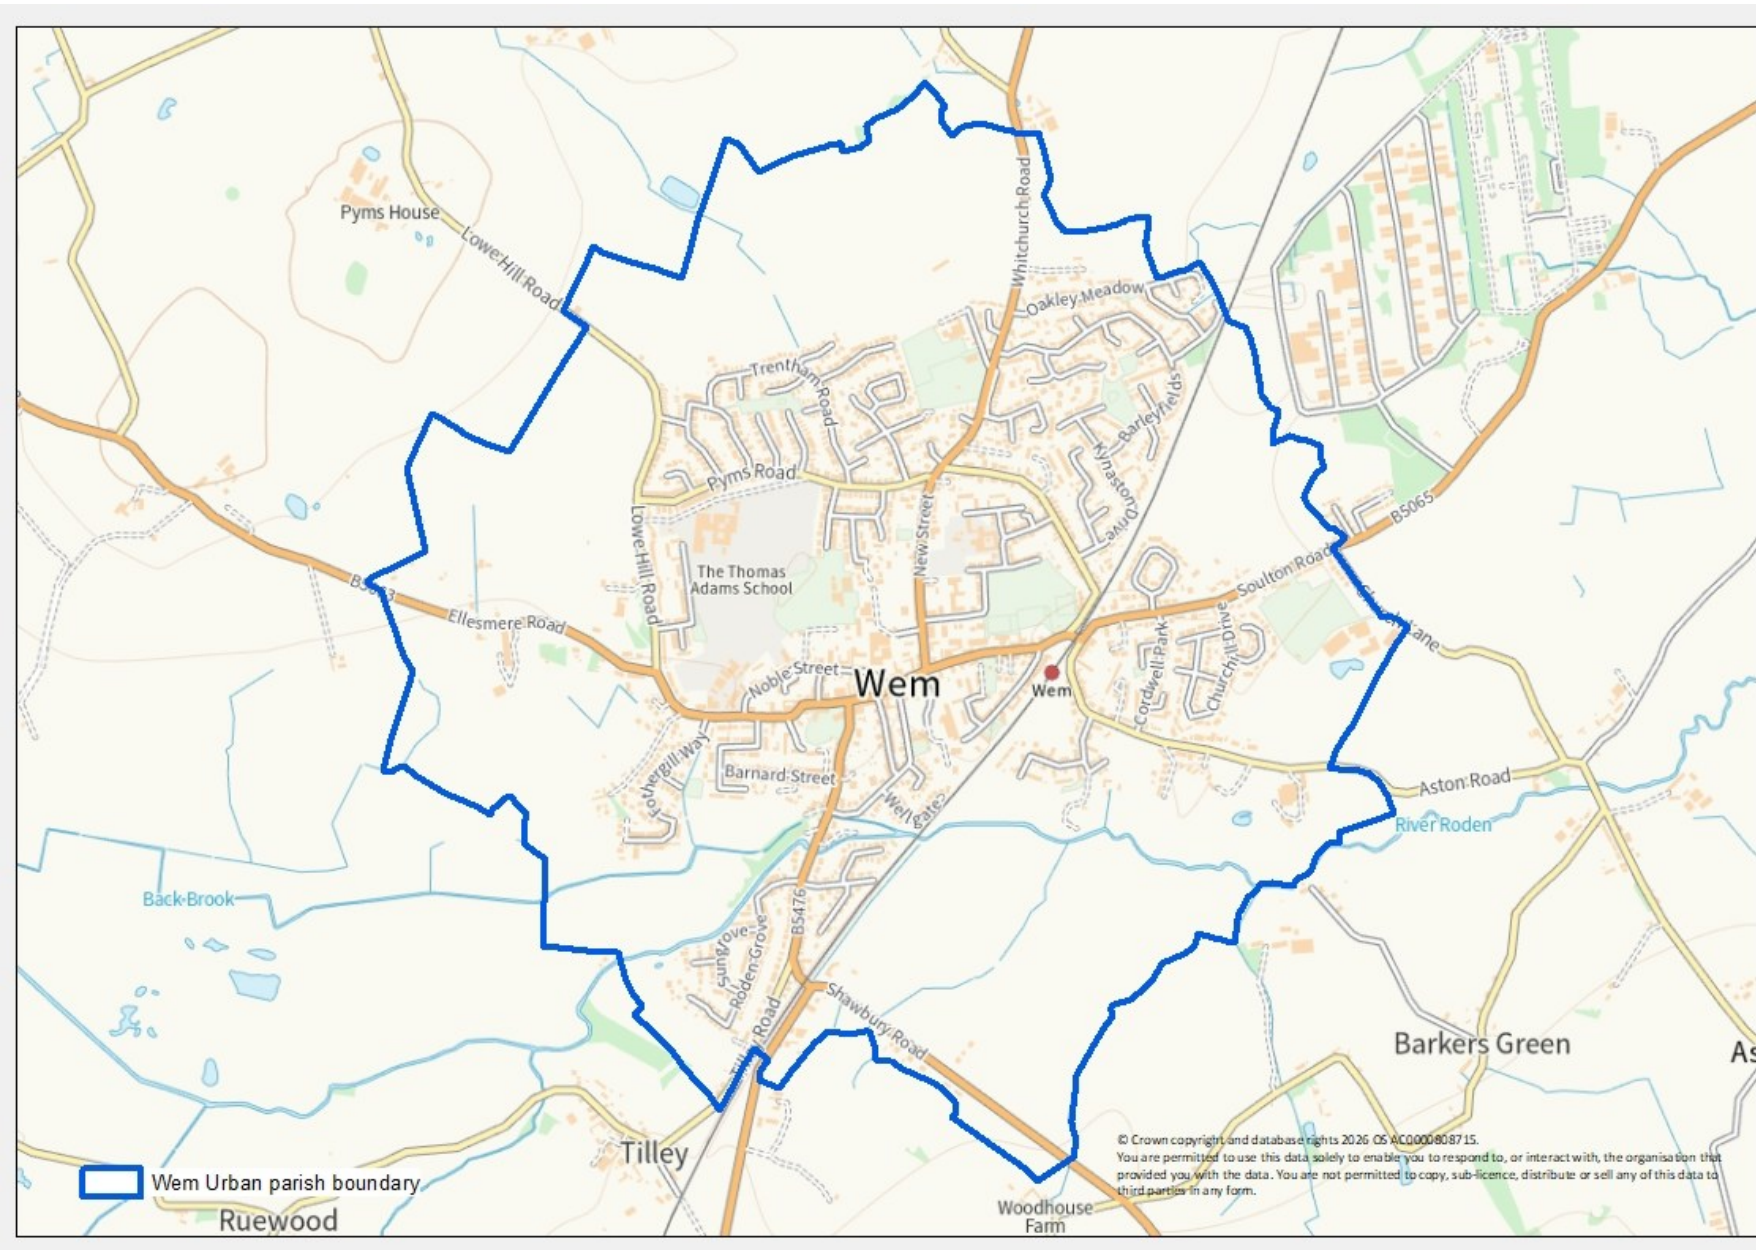 Pyms House
Lowe Hill Road
Whitchurch Road
Oakley Meadow
Trentham Road
Barleyfields
Kynaston Drive
Pyms Road
B5065
New Street
Lowe Hill Road
The Thomas
Adams School
Soulton Road
Ellesmere Road
Churchill Drive
Cordwell Park
Noble Street
Wem
Wem
Fothergill Way
Barnard Street
Wellgate
Aston Road
River Roden
Back Brook
B5476
Sungrove
Roden Grove
Shawbury Road
Tilley Road
Barkers Green
As
Tilley
© Crown copyright and database rights 2026 OS AC0000808715.
You are permitted to use this data solely to enable you to respond to, or interact with, the organisation that
provided you with the data. You are not permitted to copy, sub-licence, distribute or sell any of this data to
third parties in any form.
Wem Urban parish boundary
Woodhouse
Farm
Ruewood